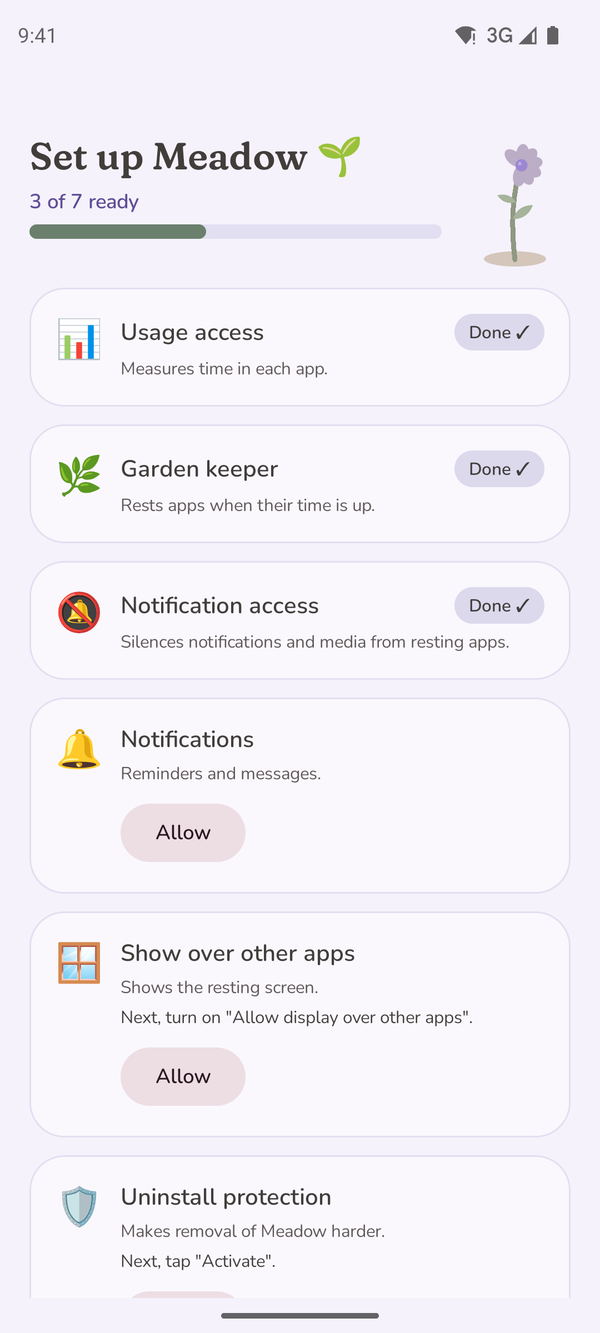 9:41
3G
Set up Meadow 🌱
3 of 7 ready
Usage access
Done ✓
Measures time in each app.
Garden keeper
Done ✓
Rests apps when their time is up.
Notification access
Done ✓
Silences notifications and media from resting apps.
Notifications
Reminders and messages.
Allow
Show over other apps
Shows the resting screen.
Next, turn on "Allow display over other apps".
Allow
Uninstall protection
Makes removal of Meadow harder.
Next, tap "Activate".